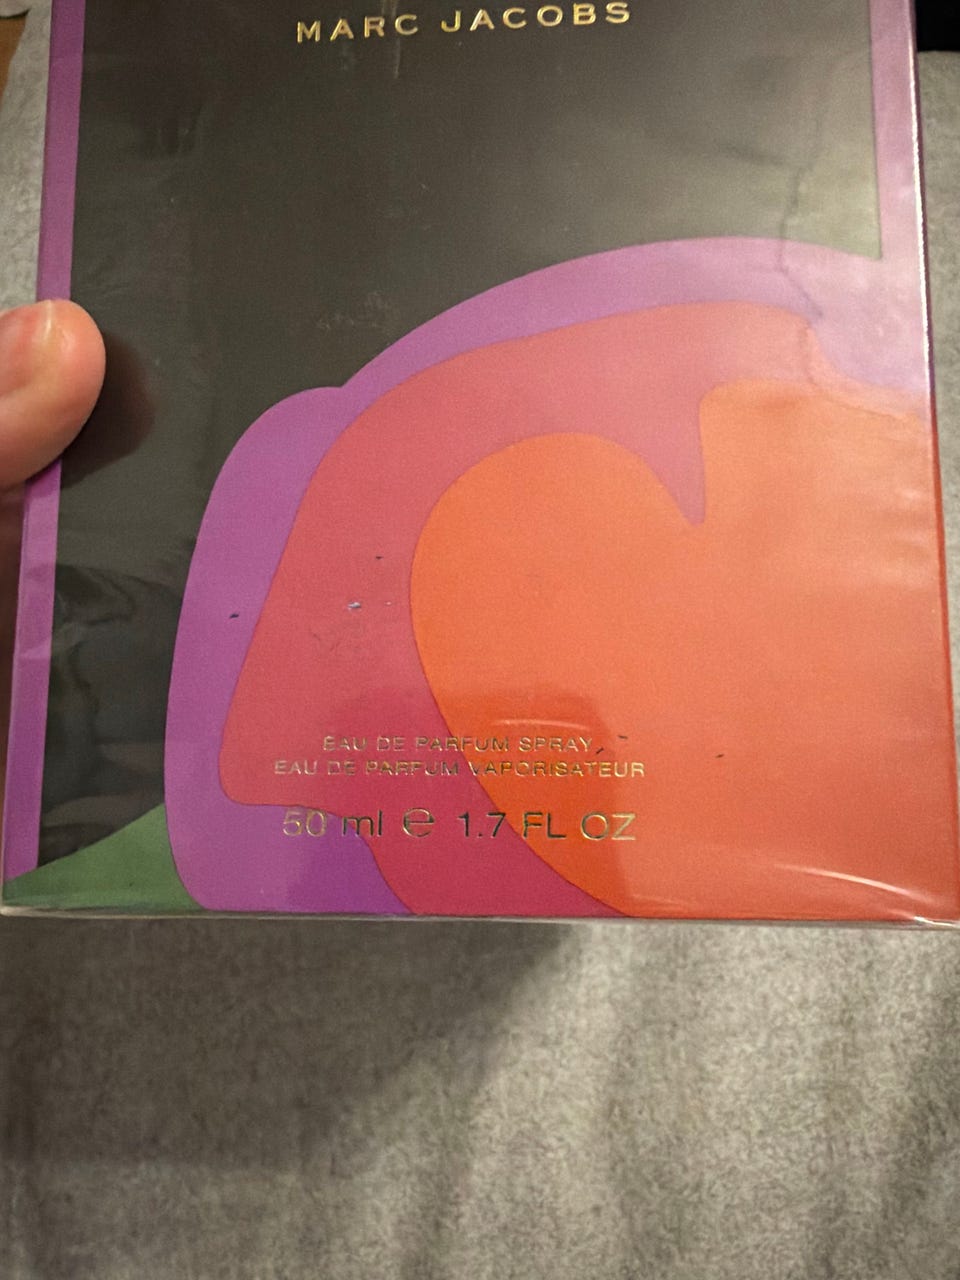 MARC JACOBS
EAU DE PARFUM SPRAY
EAU DE PARFUM VAPORISATEUR
50 ml ℮ 1.7 FL OZ